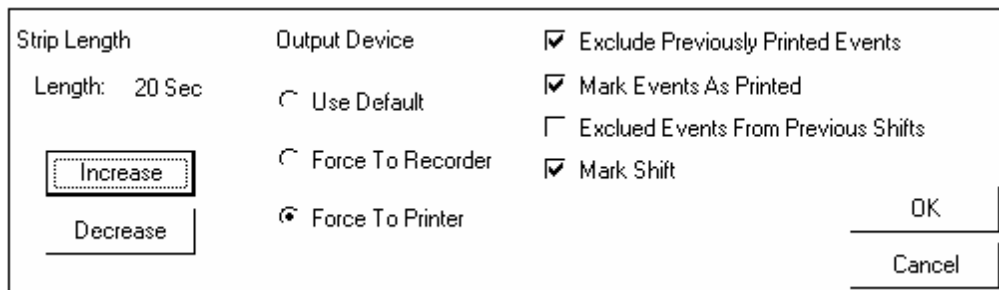 Strip Length
Length: 20 Sec
Increase
Decrease
Output Device
Use Default
Force To Recorder
Force To Printer
Exclude Previously Printed Events
Mark Events As Printed
Exclued Events From Previous Shifts
Mark Shift
OK
Cancel